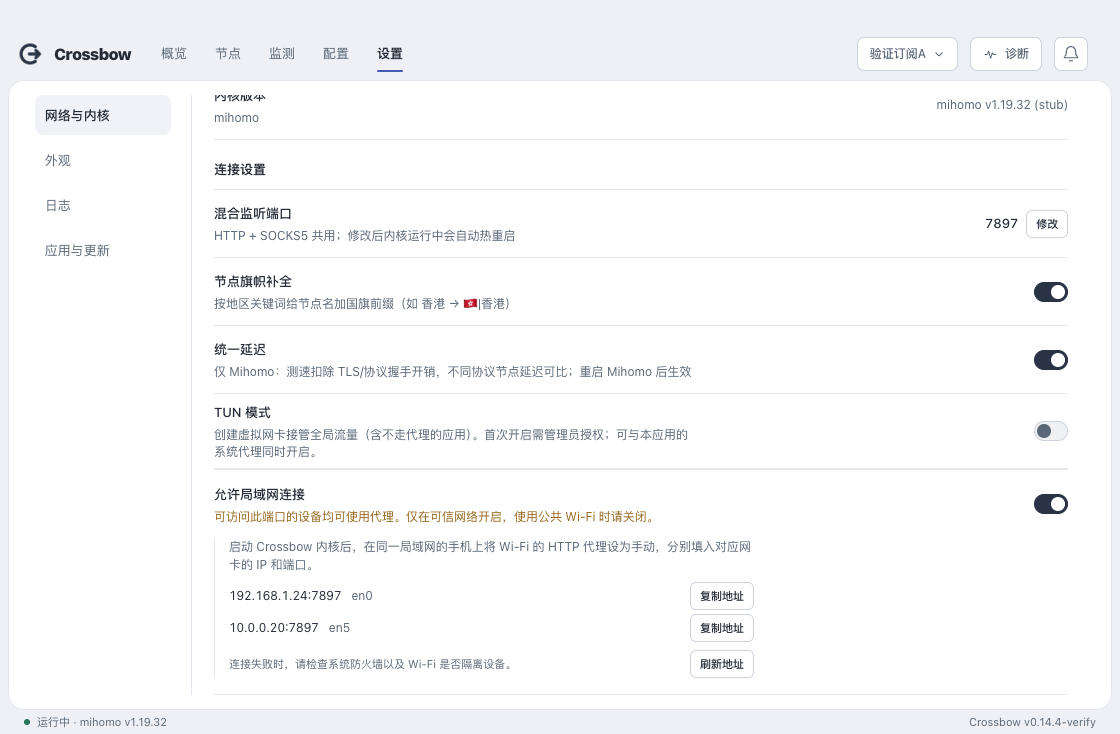 Crossbow
概览
节点
监测
配置
设置
验证订阅A
诊断
网络与内核
外观
日志
应用与更新
内核版本
mihomo
mihomo v1.19.32 (stub)
连接设置
混合监听端口
HTTP + SOCKS5 共用；修改后内核运行中会自动热重启
7897
修改
节点旗帜补全
按地区关键词给节点名加国旗前缀（如 香港 → 🇭🇰|香港）
统一延迟
仅 Mihomo：测速扣除 TLS/协议握手开销，不同协议节点延迟可比；重启 Mihomo 后生效
TUN 模式
创建虚拟网卡接管全局流量（含不走代理的应用）。首次开启需管理员授权；可与本应用的
系统代理同时开启。
允许局域网连接
可访问此端口的设备均可使用代理。仅在可信网络开启，使用公共 Wi-Fi 时请关闭。
启动 Crossbow 内核后，在同一局域网的手机上将 Wi-Fi 的 HTTP 代理设为手动，分别填入对应网
卡的 IP 和端口。
192.168.1.24:7897 en0
复制地址
10.0.0.20:7897 en5
复制地址
连接失败时，请检查系统防火墙以及 Wi-Fi 是否隔离设备。
刷新地址
运行中 · mihomo v1.19.32
Crossbow v0.14.4-verify